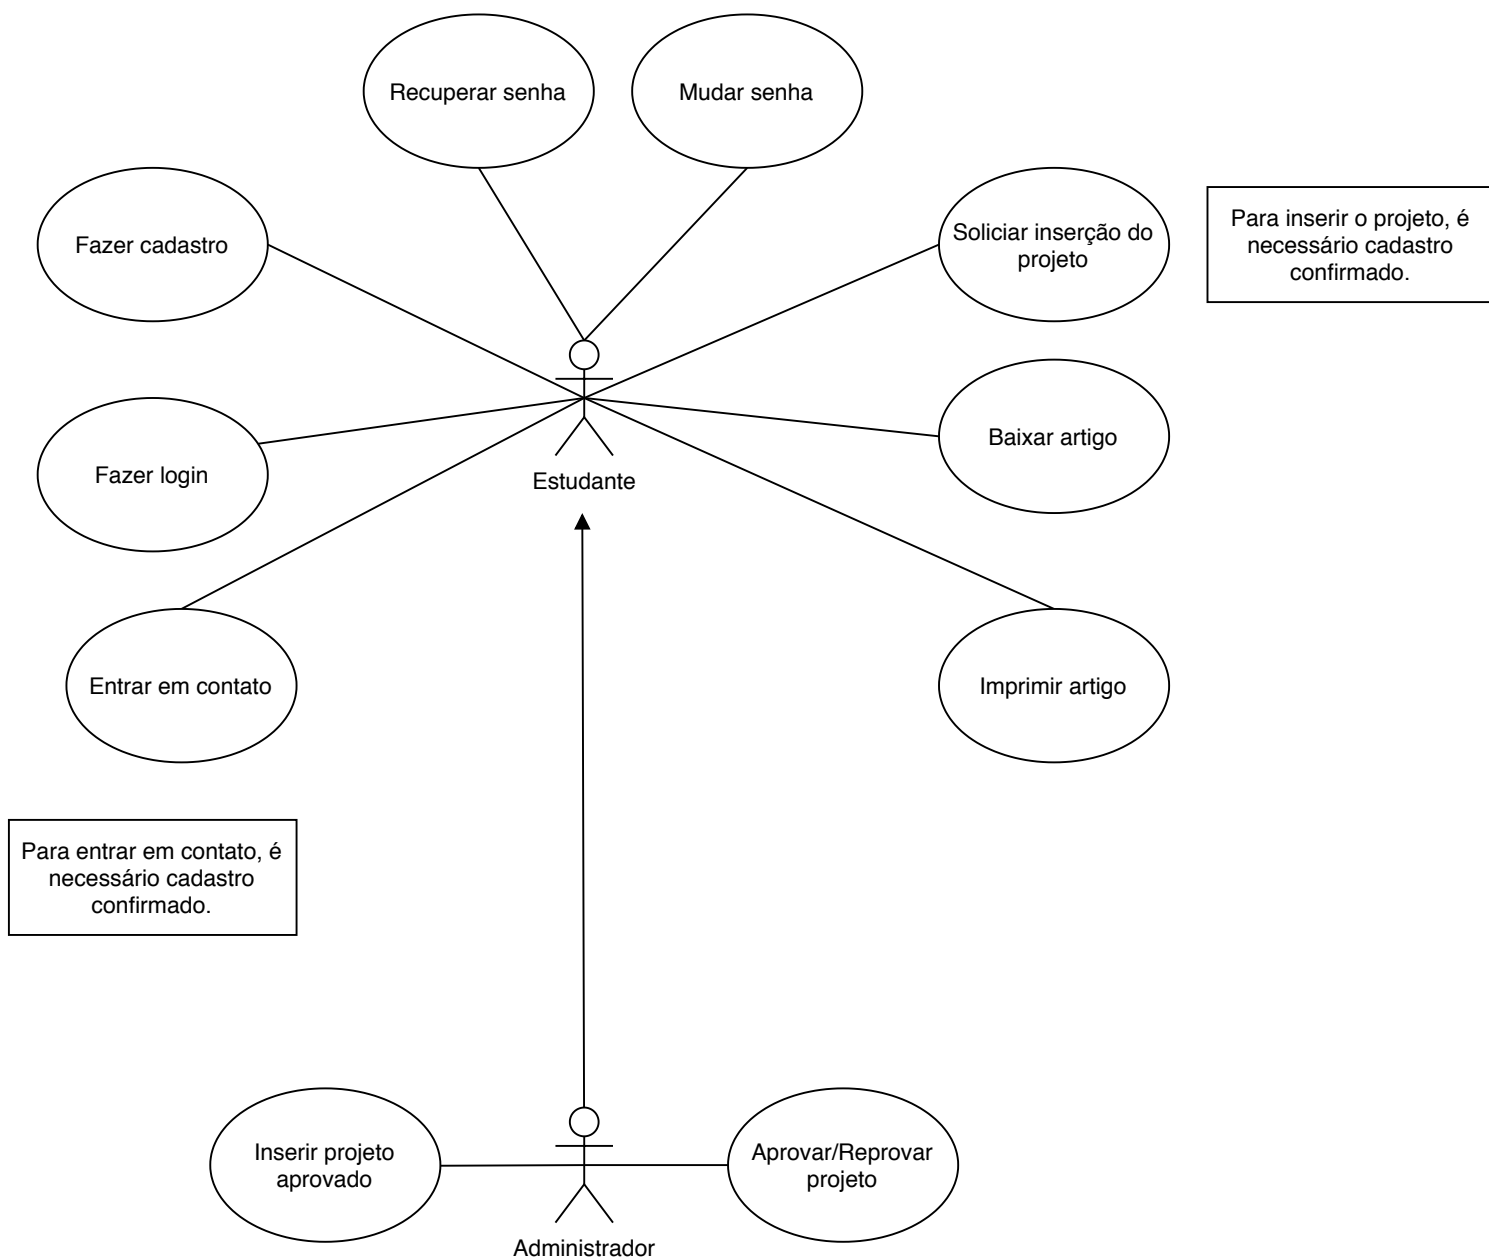 Recuperar senha
Mudar senha
Fazer cadastro
Soliciar inserção do
projeto
Para inserir o projeto, é
necessário cadastro
confirmado.
Baixar artigo
Fazer login
Estudante
Entrar em contato
Imprimir artigo
Para entrar em contato, é
necessário cadastro
confirmado.
Inserir projeto
aprovado
Aprovar/Reprovar
projeto
Administrador